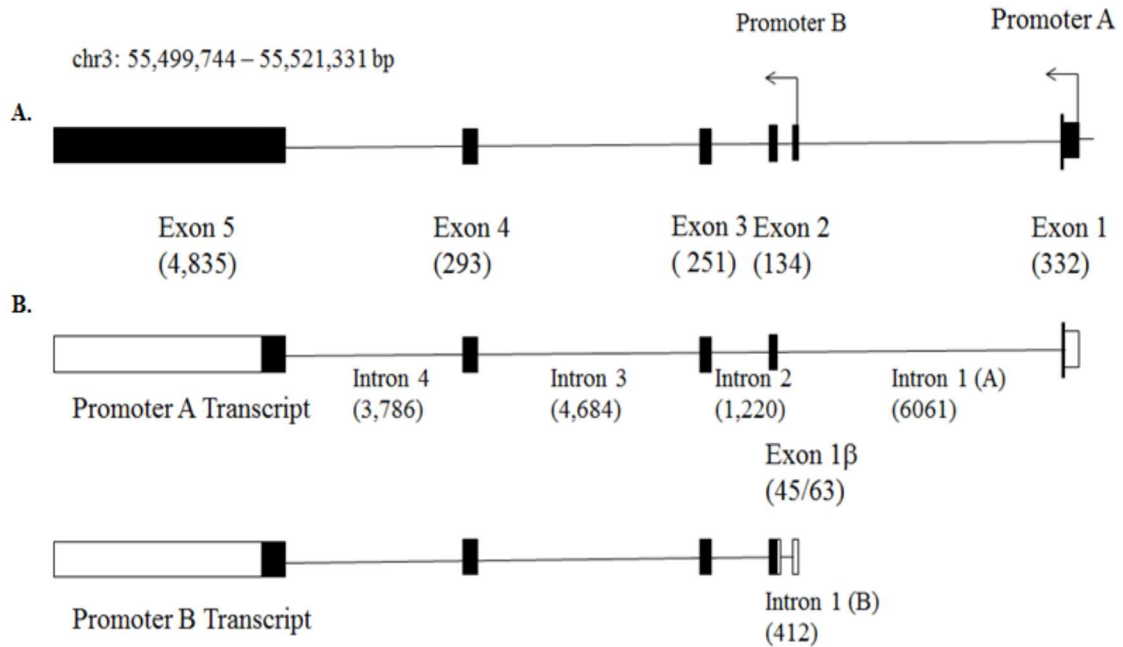 Promoter B
Promoter A
chr3: 55,499,744 – 55,521,331 bp
A.
Exon 5
(4,835)
Exon 4
(293)
Exon 3
( 251)
Exon 2
(134)
Exon 1
(332)
B.
Intron 4
(3,786)
Intron 3
(4,684)
Intron 2
(1,220)
Intron 1 (A)
(6061)
Promoter A Transcript
Exon 1β
(45/63)
Intron 1 (B)
(412)
Promoter B Transcript